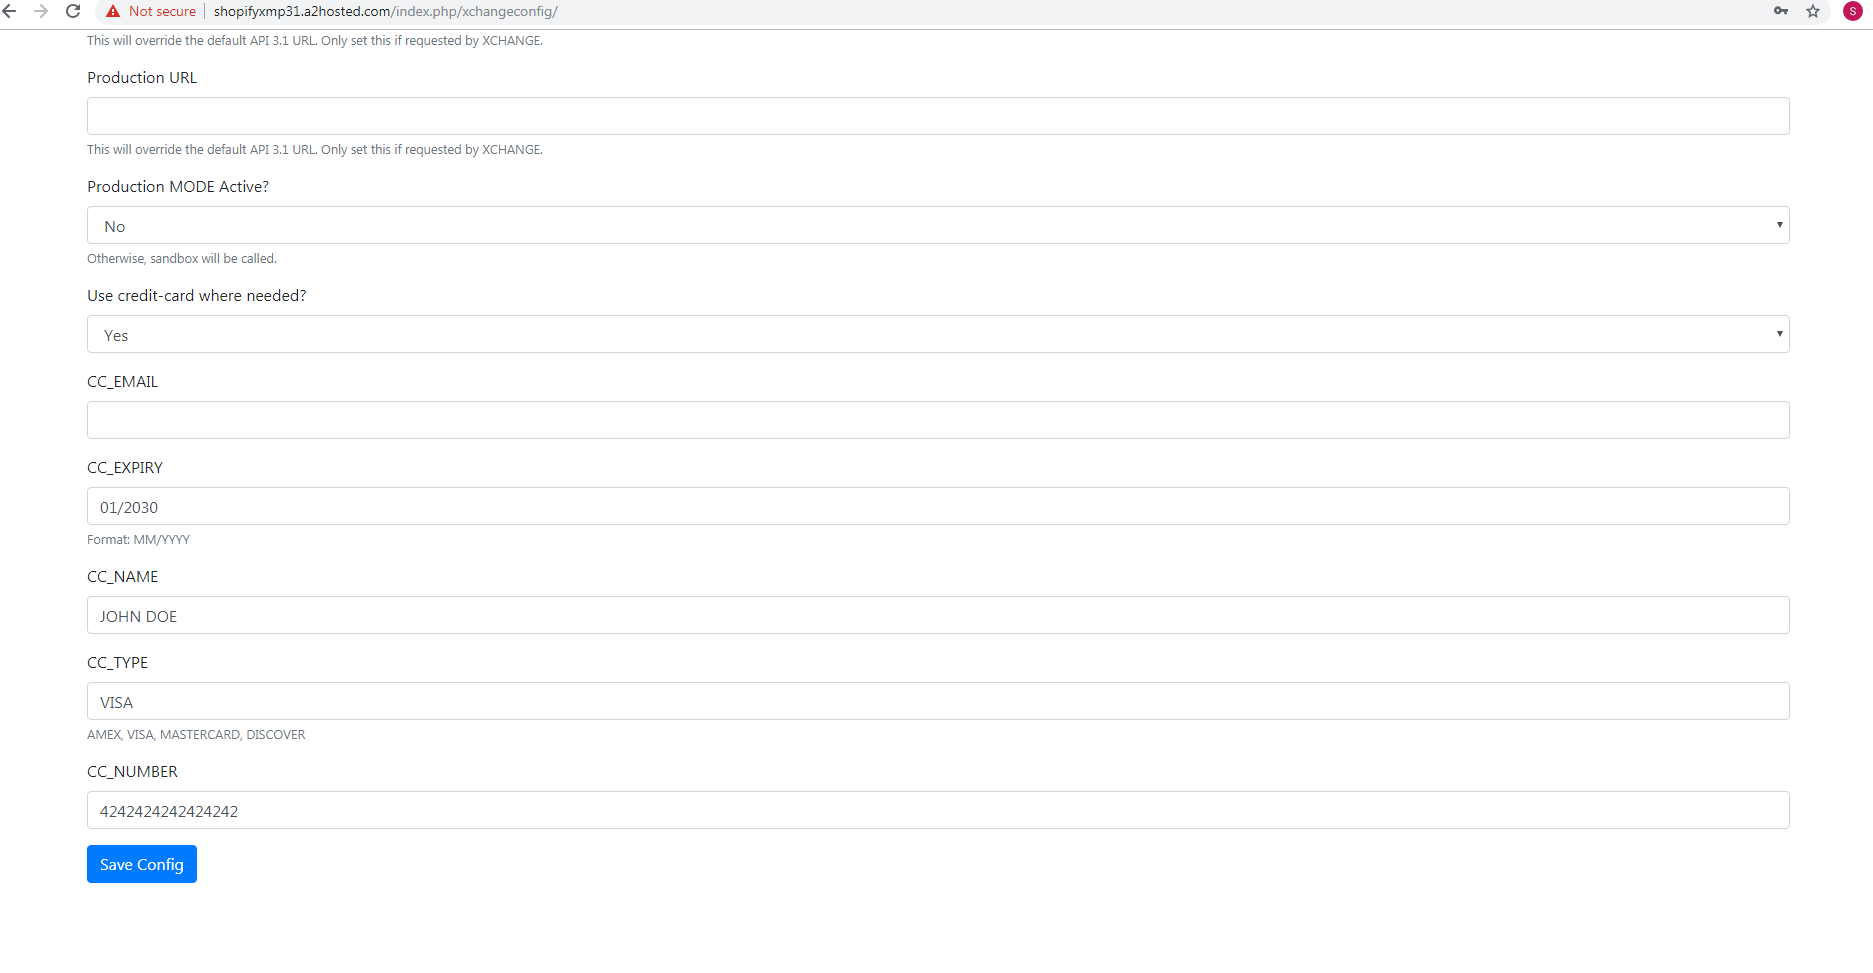 Not secure | shopifyxmp31.a2hosted.com/index.php/xchangeconfig/
S
This will override the default API 3.1 URL. Only set this if requested by XCHANGE.
Production URL
This will override the default API 3.1 URL. Only set this if requested by XCHANGE.
Production MODE Active?
No
Otherwise, sandbox will be called.
Use credit-card where needed?
Yes
CC_EMAIL
CC_EXPIRY
01/2030
Format: MM/YYYY
CC_NAME
JOHN DOE
CC_TYPE
VISA
AMEX, VISA, MASTERCARD, DISCOVER
CC_NUMBER
4242424242424242
Save Config